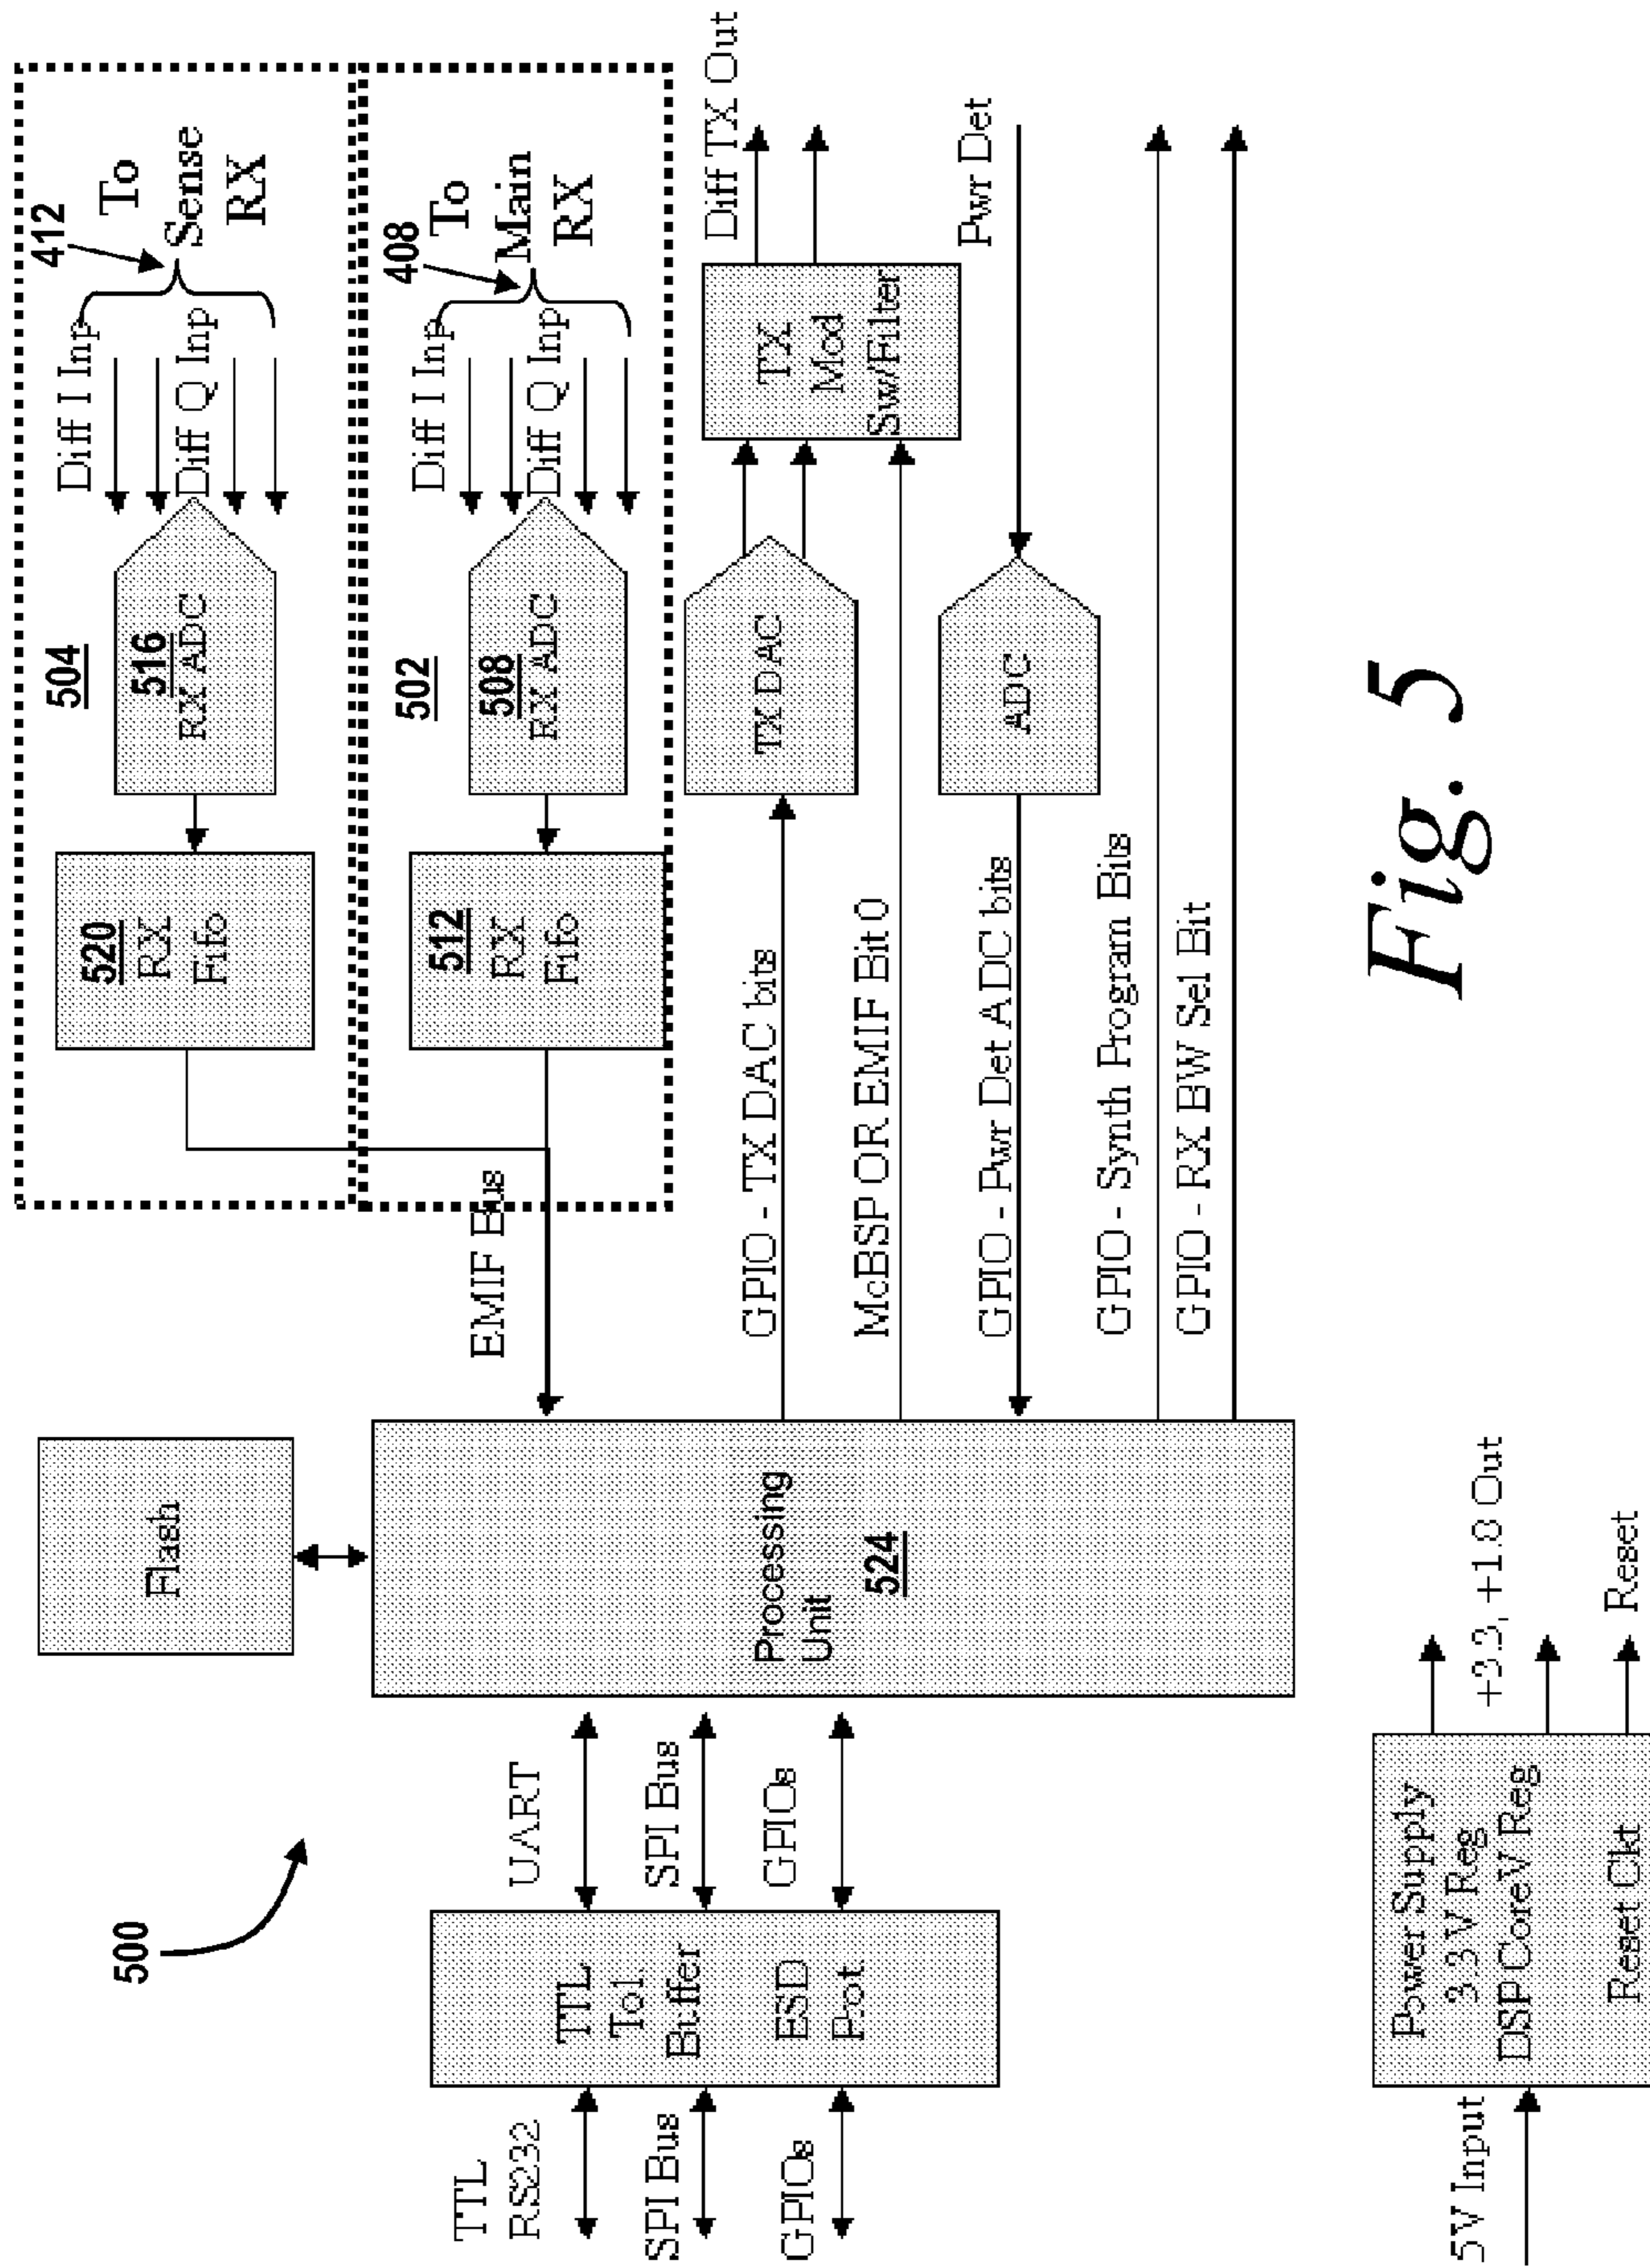 500
TTL
RS232
SPI Bus
GPIOs
TTL
Tol.
Buffer
ESD
Prot
UART
SPI Bus
GPIOs
Flash
Processing
Unit
524
EMIF Bus
520
RX
Fifo
504
516
RX ADC
Diff I Inp
Diff Q Inp
412
To
Sense
RX
512
RX
Fifo
502
508
RX ADC
Diff I Inp
Diff Q Inp
408
To
Main
RX
GPIO - TX DAC bits
TX DAC
McBSP OR EMIF Bit 0
TX
Mod
Sw/Filter
Diff TX Out
GPIO - Pwr Det ADC bits
ADC
Pwr Det
GPIO - Synth Program Bits
GPIO - RX BW Sel Bit
5V Input
Power Supply
3.3 V Reg
DSP CoreV Reg
Reset Ckt
+3.3, +1.8 Out
Reset
Fig. 5